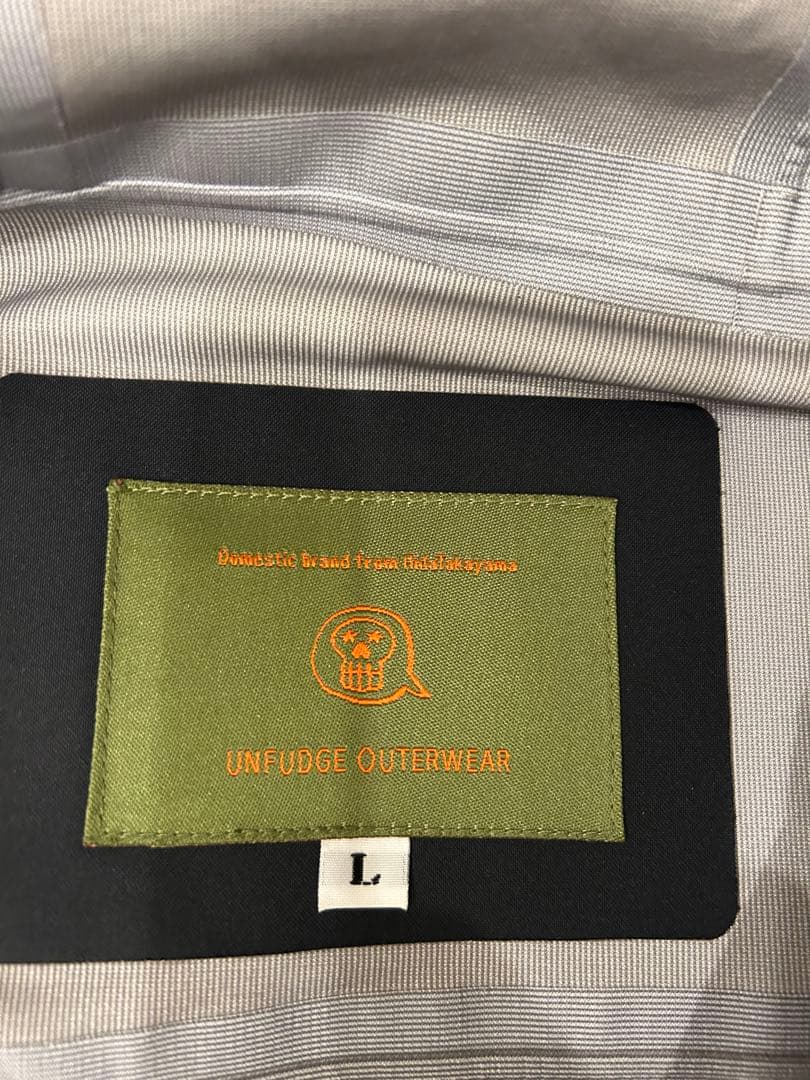 Domestic brand from HidaTakayama
UNFUDGE OUTERWEAR
L